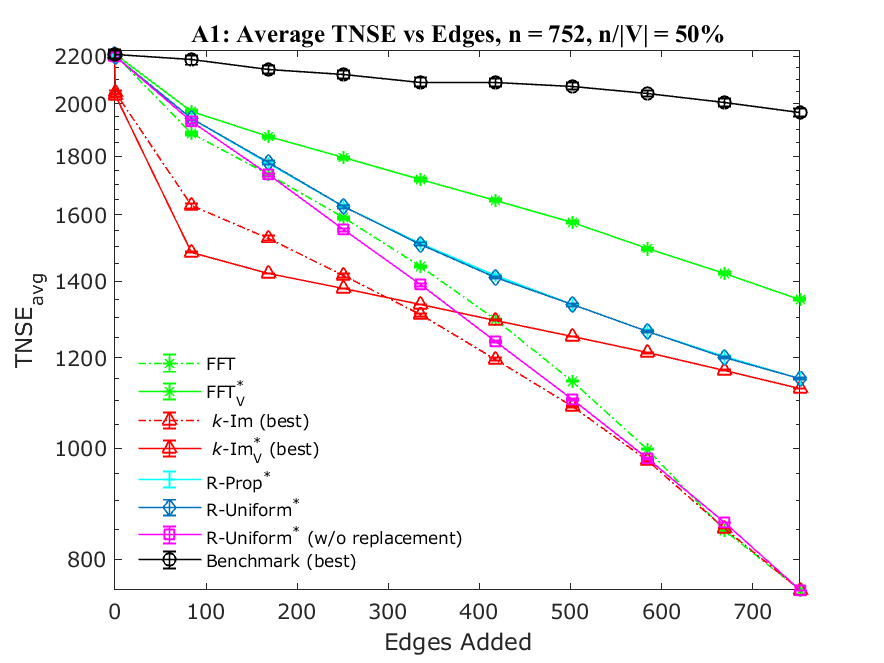 A1: Average TNSE vs Edges, n = 752, n/|V| = 50%
2200
2000
1800
1600
1400
1200
1000
800
TNSE_avg
FFT
FFT*_V
k-Im (best)
k-Im*_V (best)
R-Prop*
R-Uniform*
R-Uniform* (w/o replacement)
Benchmark (best)
0 100 200 300 400 500 600 700
Edges Added